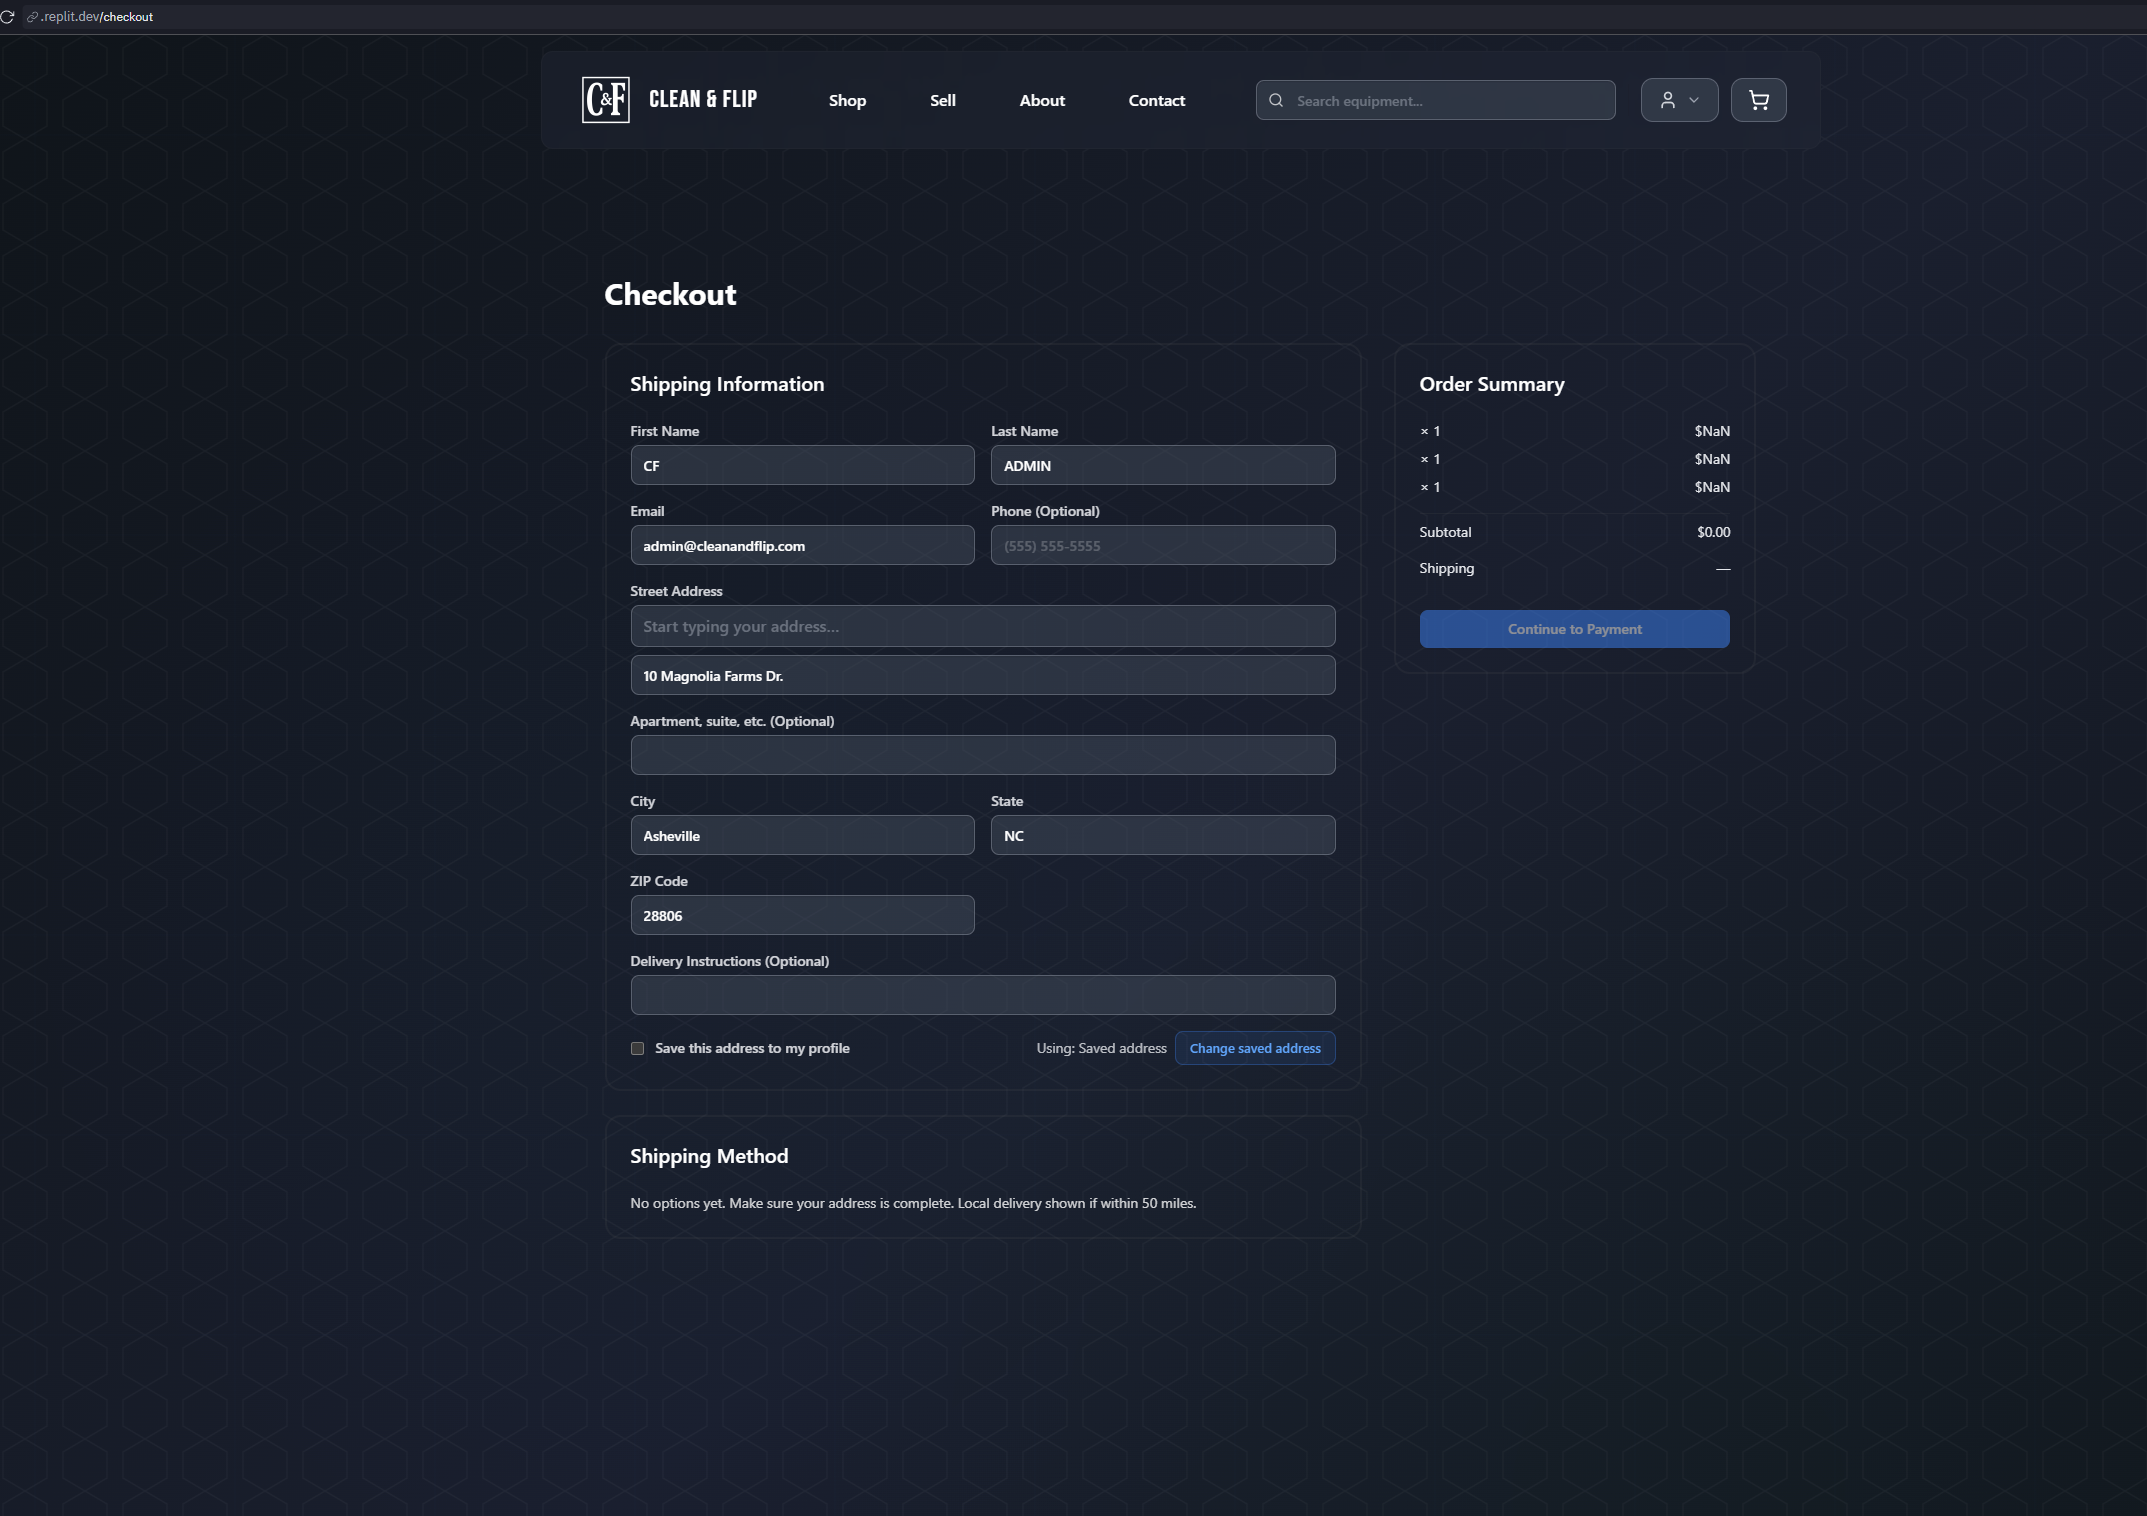 .replit.dev/checkout
C&F
CLEAN & FLIP
Shop
Sell
About
Contact
Search equipment...
Checkout
Shipping Information
First Name
Last Name
CF
ADMIN
Email
Phone (Optional)
admin@cleanandflip.com
(555) 555-5555
Street Address
Start typing your address...
10 Magnolia Farms Dr.
Apartment, suite, etc. (Optional)
City
State
Asheville
NC
ZIP Code
28806
Delivery Instructions (Optional)
Save this address to my profile
Using: Saved address
Change saved address
Shipping Method
No options yet. Make sure your address is complete. Local delivery shown if within 50 miles.
Order Summary
× 1 $NaN
× 1 $NaN
× 1 $NaN
Subtotal $0.00
Shipping —
Continue to Payment